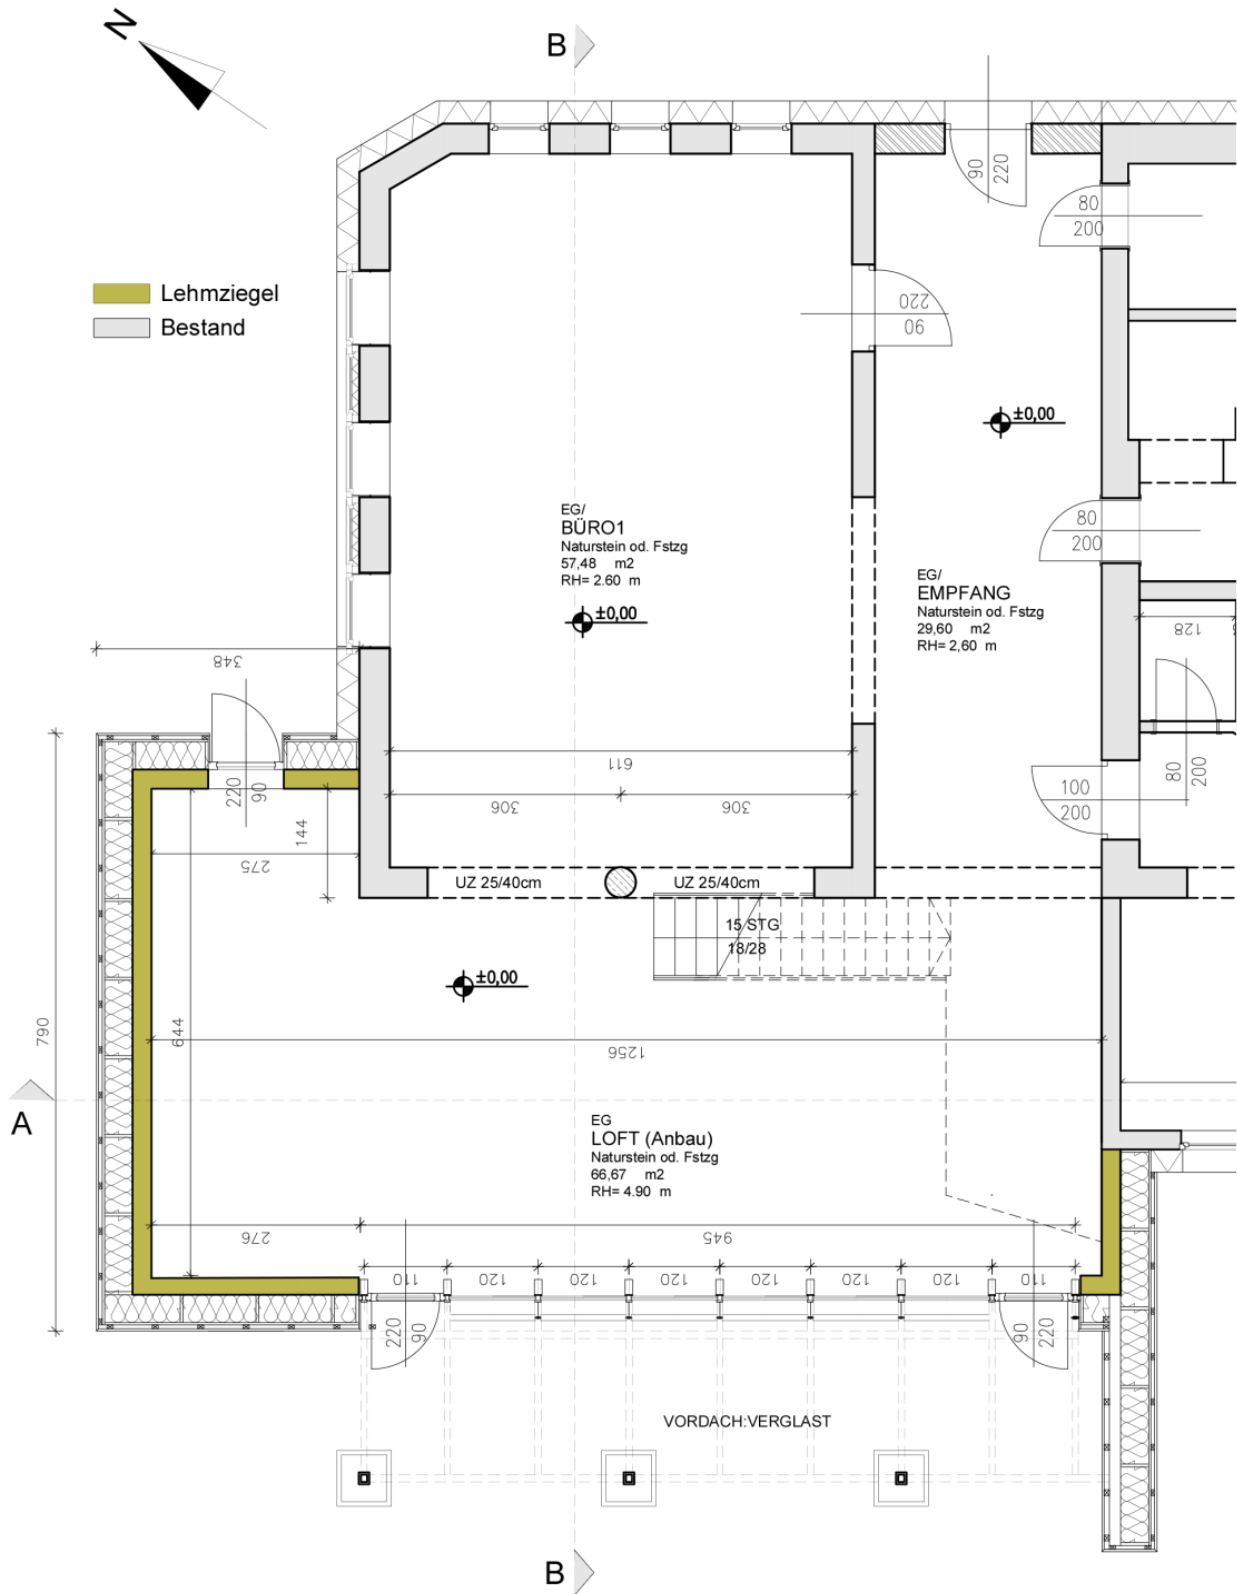 N
B
90
220
80
200
Lehmziegel
Bestand
220
90
±0,00
80
200
EG/
BÜRO1
Naturstein od. Fstzg
57,48 m2
RH= 2.60 m
±0,00
EG/
EMPFANG
Naturstein od. Fstzg
29,60 m2
RH= 2,60 m
128
348
611
306
306
220
90
144
275
100
200
80
200
UZ 25/40cm
UZ 25/40cm
15 STG
18/28
±0,00
790
644
1256
A
EG
LOFT (Anbau)
Naturstein od. Fstzg
66,67 m2
RH= 4.90 m
276
945
110
120
120
120
120
120
120
110
220
90
90
220
VORDACH:VERGLAST
B